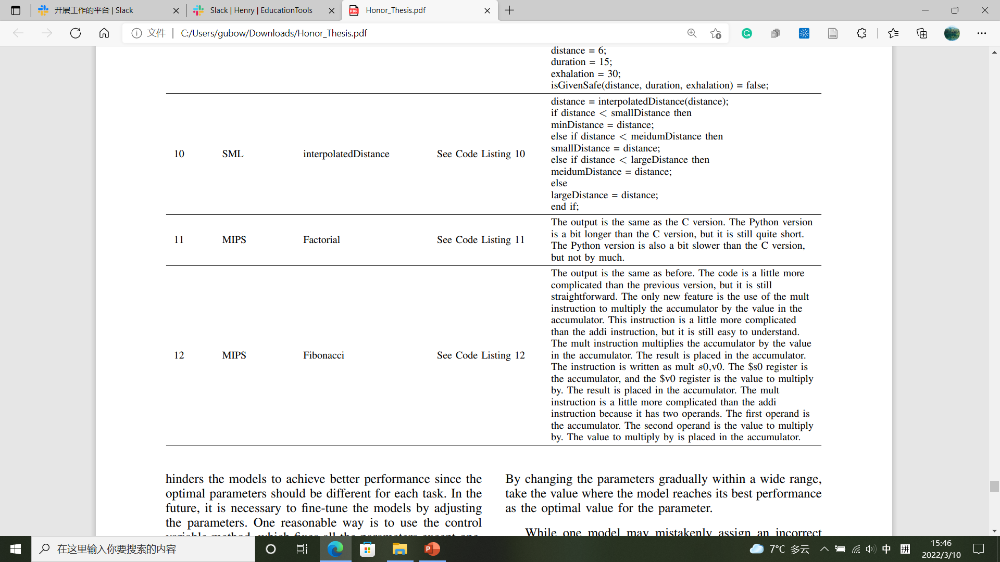 开展工作的平台 | Slack
Slack | Henry | EducationTools
Honor_Thesis.pdf
文件
C:/Users/gubow/Downloads/Honor_Thesis.pdf
distance = 6;
duration = 15;
exhalation = 30;
isGivenSafe(distance, duration, exhalation) = false;
10 SML interpolatedDistance See Code Listing 10
distance = interpolatedDistance(distance);
if distance < smallDistance then
minDistance = distance;
else if distance < meidumDistance then
smallDistance = distance;
else if distance < largeDistance then
meidumDistance = distance;
else
largeDistance = distance;
end if;
11 MIPS Factorial See Code Listing 11
The output is the same as the C version. The Python version
is a bit longer than the C version, but it is still quite short.
The Python version is also a bit slower than the C version,
but not by much.
12 MIPS Fibonacci See Code Listing 12
The output is the same as before. The code is a little more
complicated than the previous version, but it is still
straightforward. The only new feature is the use of the mult
instruction to multiply the accumulator by the value in the
accumulator. This instruction is a little more complicated
than the addi instruction, but it is still easy to understand.
The mult instruction multiplies the accumulator by the value
in the accumulator. The result is placed in the accumulator.
The instruction is written as mult s0,v0. The $s0 register is
the accumulator, and the $v0 register is the value to multiply
by. The result is placed in the accumulator. The mult
instruction is a little more complicated than the addi
instruction because it has two operands. The first operand is
the accumulator. The second operand is the value to multiply
by. The value to multiply by is placed in the accumulator.
hinders the models to achieve better performance since the
optimal parameters should be different for each task. In the
future, it is necessary to fine-tune the models by adjusting
the parameters. One reasonable way is to use the control
variable method, which fixes all the parameters except one.
By changing the parameters gradually within a wide range,
take the value where the model reaches its best performance
as the optimal value for the parameter.
While one model may mistakenly assign an incorrect
在这里输入你要搜索的内容
7°C 多云
中
拼
15:46
2022/3/10